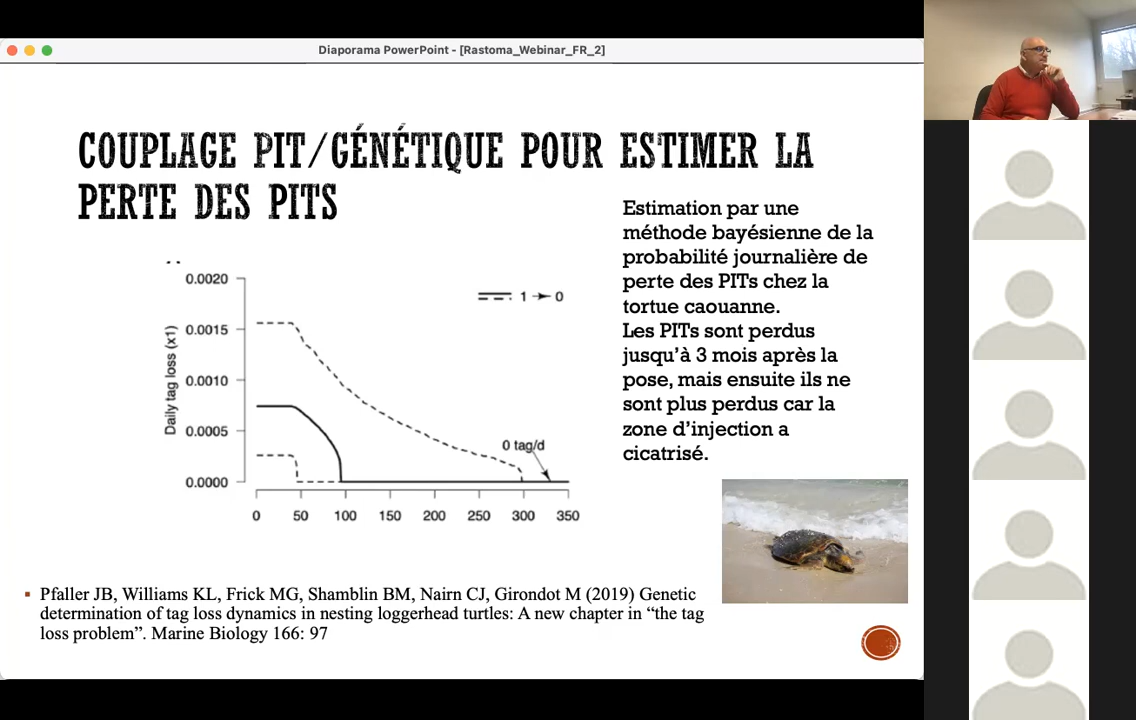 Diaporama PowerPoint - [Rastoma_Webinar_FR_2]
COUPLAGE PIT/GÉNÉTIQUE POUR ESTIMER LA
PERTE DES PITS
Estimation par une
méthode bayésienne de la
probabilité journalière de
perte des PITs chez la
tortue caouanne.
Les PITs sont perdus
jusqu'à 3 mois après la
pose, mais ensuite ils ne
sont plus perdus car la
zone d'injection a
cicatrisé.
Daily tag loss (x1)
0.0020
0.0015
0.0010
0.0005
0.0000
1 → 0
0 tag/d
0 50 100 150 200 250 300 350
▪ Pfaller JB, Williams KL, Frick MG, Shamblin BM, Nairn CJ, Girondot M (2019) Genetic
determination of tag loss dynamics in nesting loggerhead turtles: A new chapter in “the tag
loss problem”. Marine Biology 166: 97